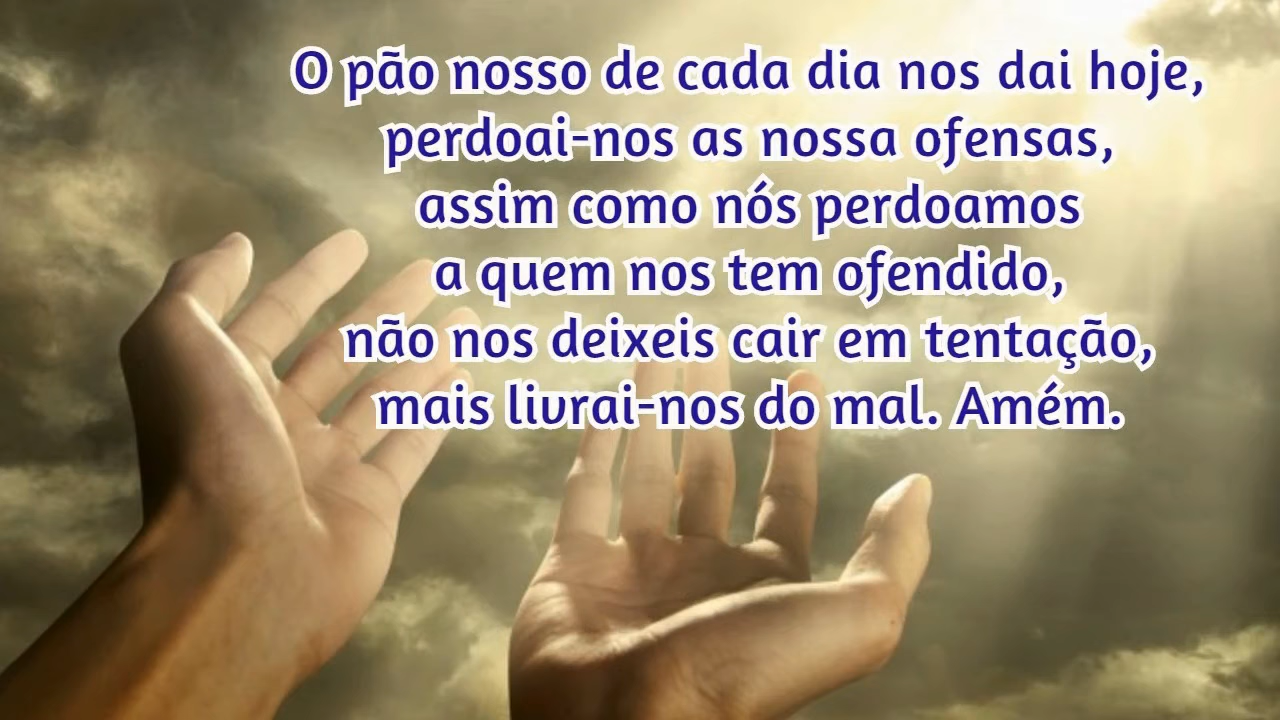 O pão nosso de cada dia nos dai hoje,
perdoai-nos as nossa ofensas,
assim como nós perdoamos
a quem nos tem ofendido,
não nos deixeis cair em tentação,
mais livrai-nos do mal. Amém.